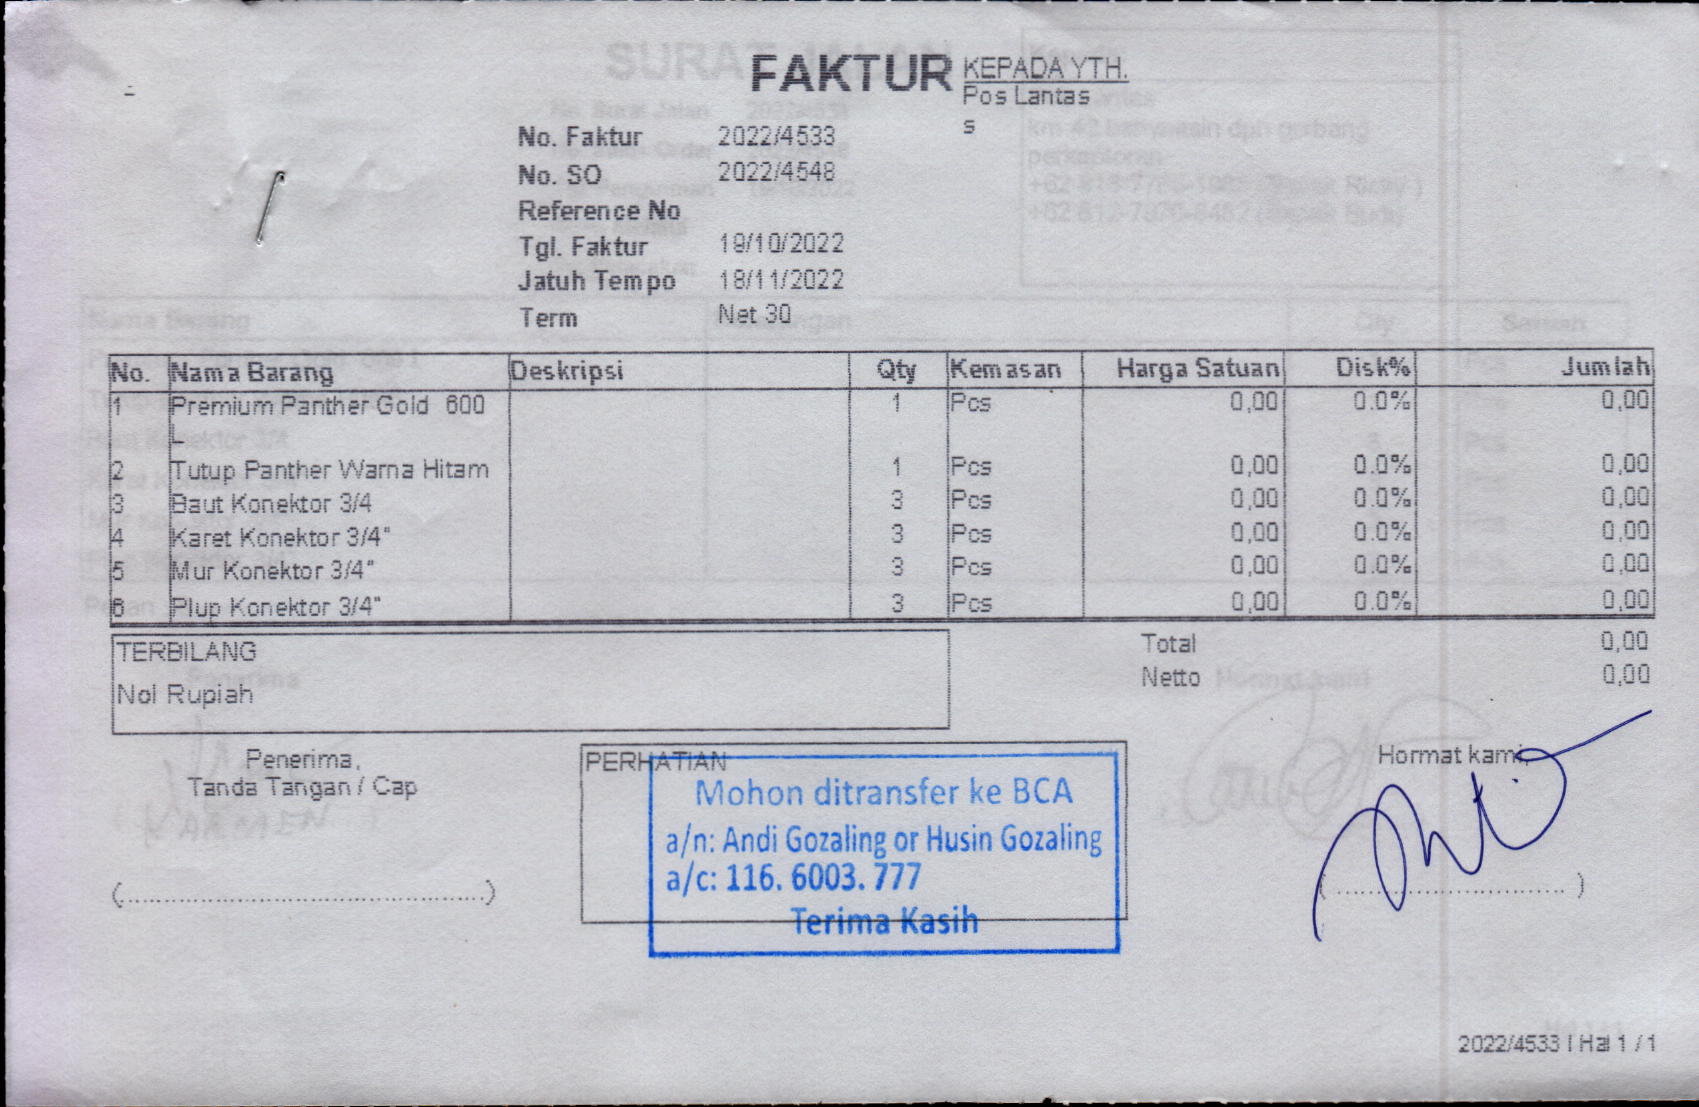 FAKTUR
KEPADA YTH.
Pos Lantas
s
No. Faktur 2022/4533
No. SO 2022/4548
Reference No
Tgl. Faktur 19/10/2022
Jatuh Tempo 18/11/2022
Term Net 30
No. Nama Barang Deskripsi Qty Kemasan Harga Satuan Disk% Jumlah
1 Premium Panther Gold 600 1 Pcs 0,00 0.0% 0,00
L
2 Tutup Panther Warna Hitam 1 Pcs 0,00 0.0% 0,00
3 Baut Konektor 3/4 3 Pcs 0,00 0.0% 0,00
4 Karet Konektor 3/4" 3 Pcs 0,00 0.0% 0,00
5 Mur Konektor 3/4" 3 Pcs 0,00 0.0% 0,00
6 Plup Konektor 3/4" 3 Pcs 0,00 0.0% 0,00
TERBILANG
Nol Rupiah
Total 0,00
Netto 0,00
Penerima,
Tanda Tangan / Cap
(..........................................)
PERHATIAN
Mohon ditransfer ke BCA
a/n: Andi Gozaling or Husin Gozaling
a/c: 116. 6003. 777
Terima Kasih
Hormat kami,
(..............................)
2022/4533 | Hal 1 / 1